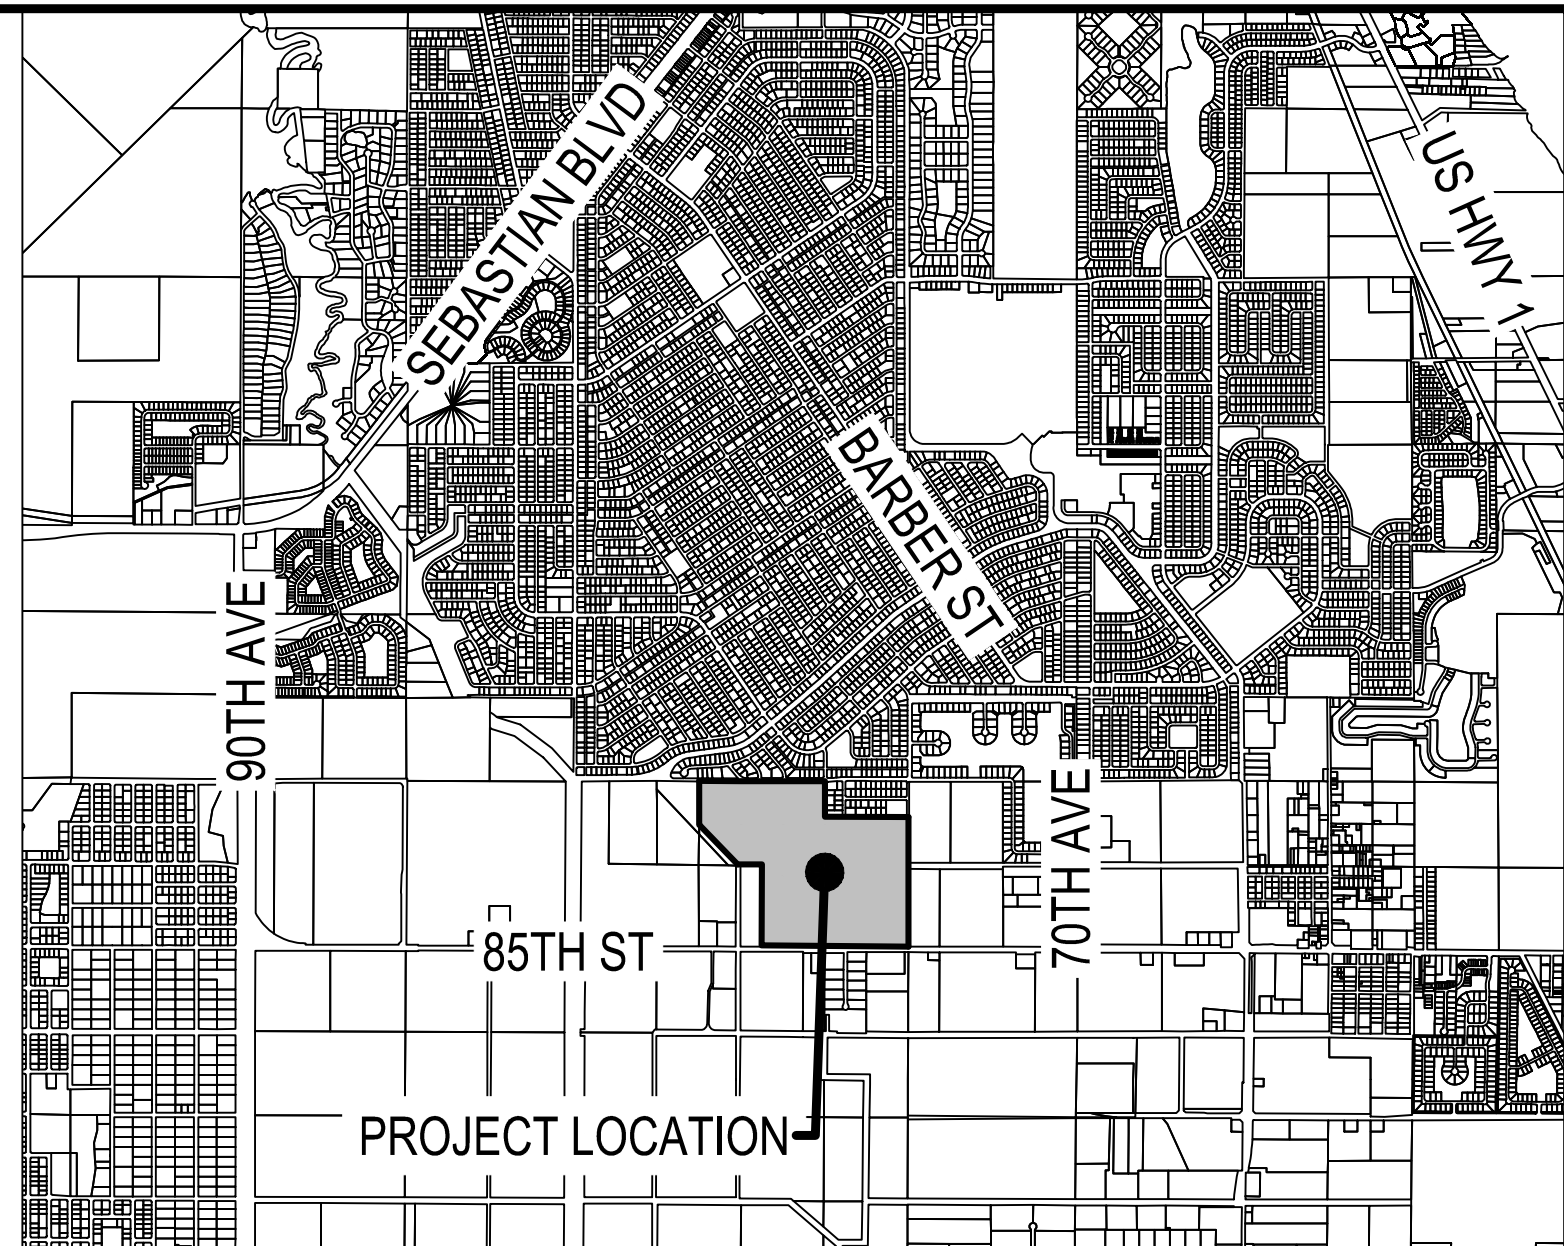 SEBASTIAN BLVD
US HWY 1
BARBER ST
90TH AVE
70TH AVE
85TH ST
PROJECT LOCATION